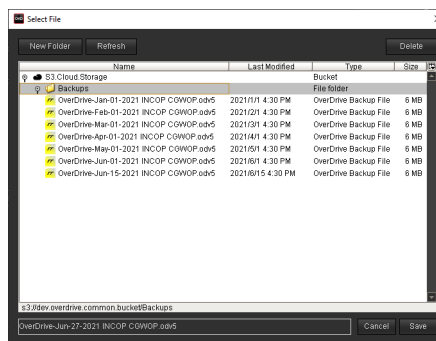 OVD Select File
New Folder Refresh Delete
Name Last Modified Type Size
S3.Cloud.Storage Bucket
Backups File folder
OverDrive-Jan-01-2021 INCOP CGWOP.odv5 2021/1/1 4:30 PM OverDrive Backup File 6 MB
OverDrive-Feb-01-2021 INCOP CGWOP.odv5 2021/2/1 4:30 PM OverDrive Backup File 6 MB
OverDrive-Mar-01-2021 INCOP CGWOP.odv5 2021/3/1 4:30 PM OverDrive Backup File 6 MB
OverDrive-Apr-01-2021 INCOP CGWOP.odv5 2021/4/1 4:30 PM OverDrive Backup File 6 MB
OverDrive-May-01-2021 INCOP CGWOP.odv5 2021/5/1 4:30 PM OverDrive Backup File 6 MB
OverDrive-Jun-01-2021 INCOP CGWOP.odv5 2021/6/1 4:30 PM OverDrive Backup File 6 MB
OverDrive-Jun-15-2021 INCOP CGWOP.odv5 2021/6/15 4:30 PM OverDrive Backup File 6 MB
s3://dev.overdrive.common.bucket/Backups
OverDrive-Jun-27-2021 INCOP CGWOP.odv5 Cancel Save